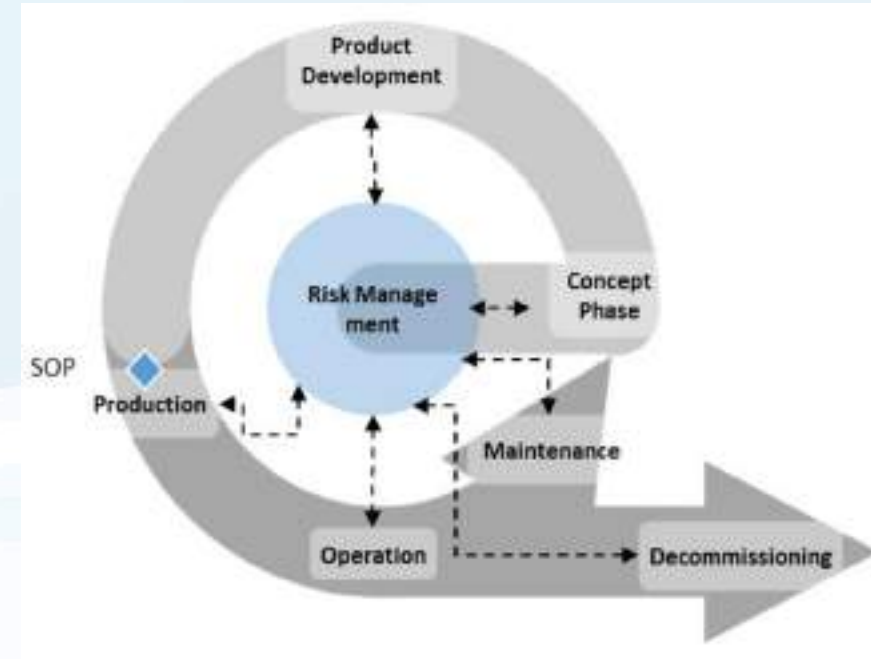 Product
Development
Concept
Phase
Risk Manage
ment
SOP
Production
Maintenance
Operation
Decommissioning